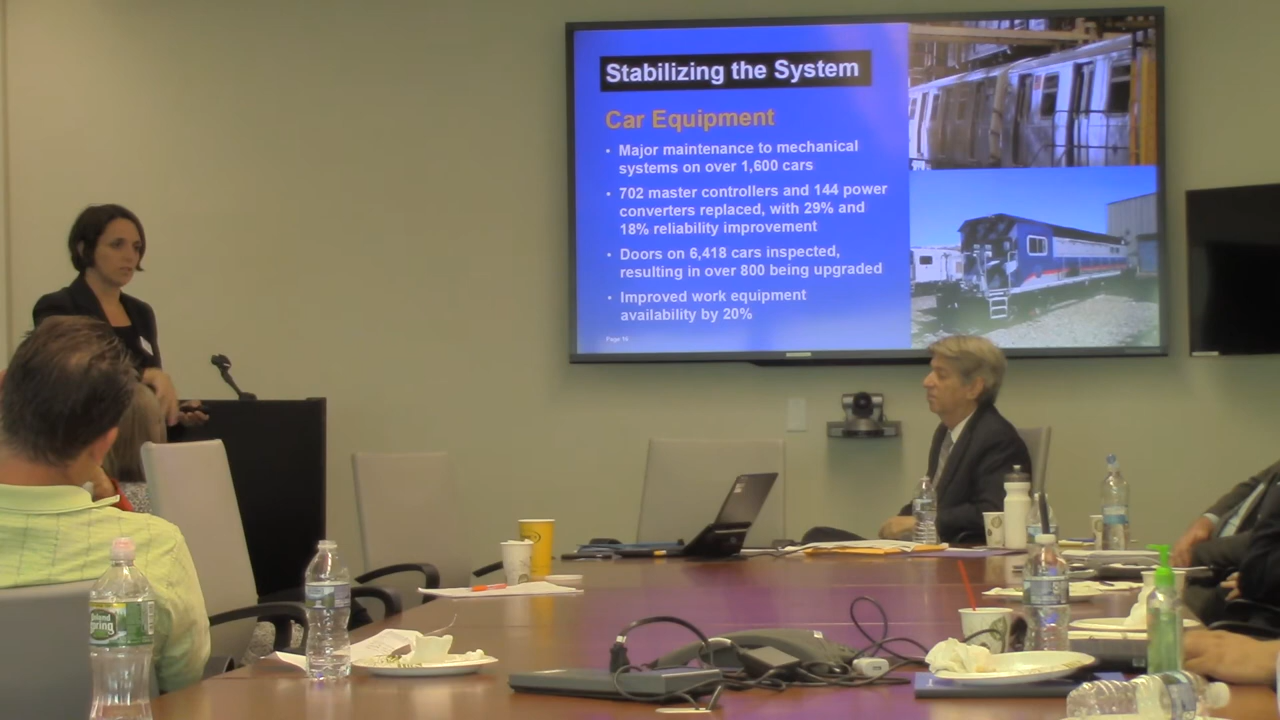 Stabilizing the System
Car Equipment
• Major maintenance to mechanical
systems on over 1,600 cars
• 702 master controllers and 144 power
converters replaced, with 29% and
18% reliability improvement
• Doors on 6,418 cars inspected,
resulting in over 800 being upgraded
• Improved work equipment
availability by 20%